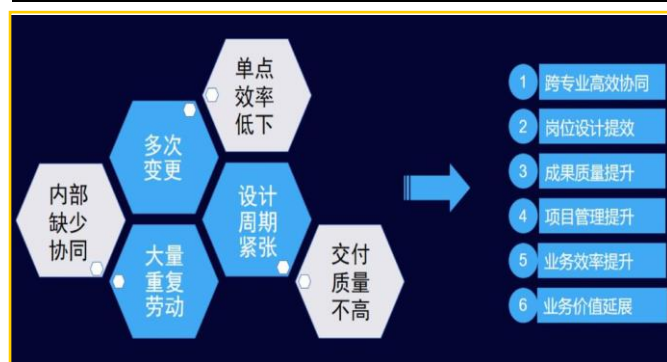 单点
效率
低下
多次
变更
设计
周期
紧张
内部
缺少
协同
大量
重复
劳动
交付
质量
不高
1 跨专业高效协同
2 岗位设计提效
3 成果质量提升
4 项目管理提升
5 业务效率提升
6 业务价值延展